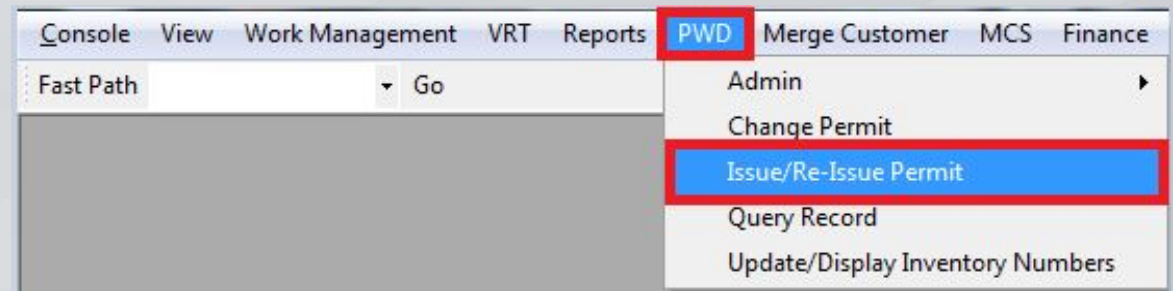 Console View Work Management VRT Reports PWD Merge Customer MCS Finance
Fast Path Go
Admin
Change Permit
Issue/Re-Issue Permit
Query Record
Update/Display Inventory Numbers